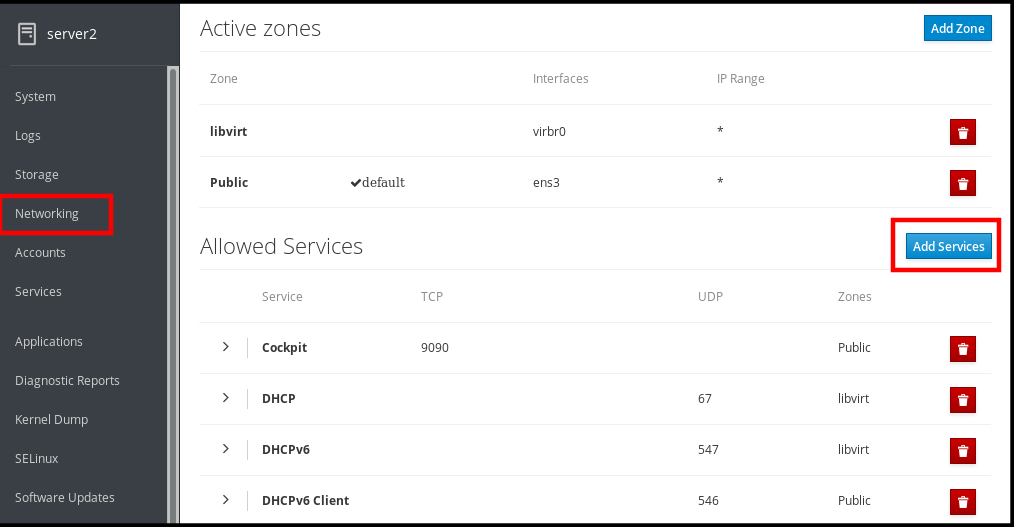 server2
System
Logs
Storage
Networking
Accounts
Services
Applications
Diagnostic Reports
Kernel Dump
SELinux
Software Updates
Active zones
Add Zone
Zone Interfaces IP Range
libvirt virbr0 *
Public default ens3 *
Allowed Services
Add Services
Service TCP UDP Zones
Cockpit 9090 Public
DHCP 67 libvirt
DHCPv6 547 libvirt
DHCPv6 Client 546 Public